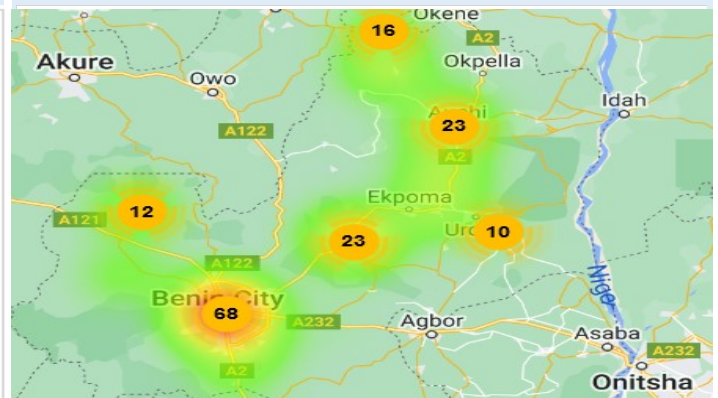 16
Okene
A2
Okpella
Akure
Owo
23
Idah
A122
A2
Ekpoma
12
A121
23
10
A122
Benin City
68
A232
Agbor
Niger
Asaba
A232
A2
Onitsha